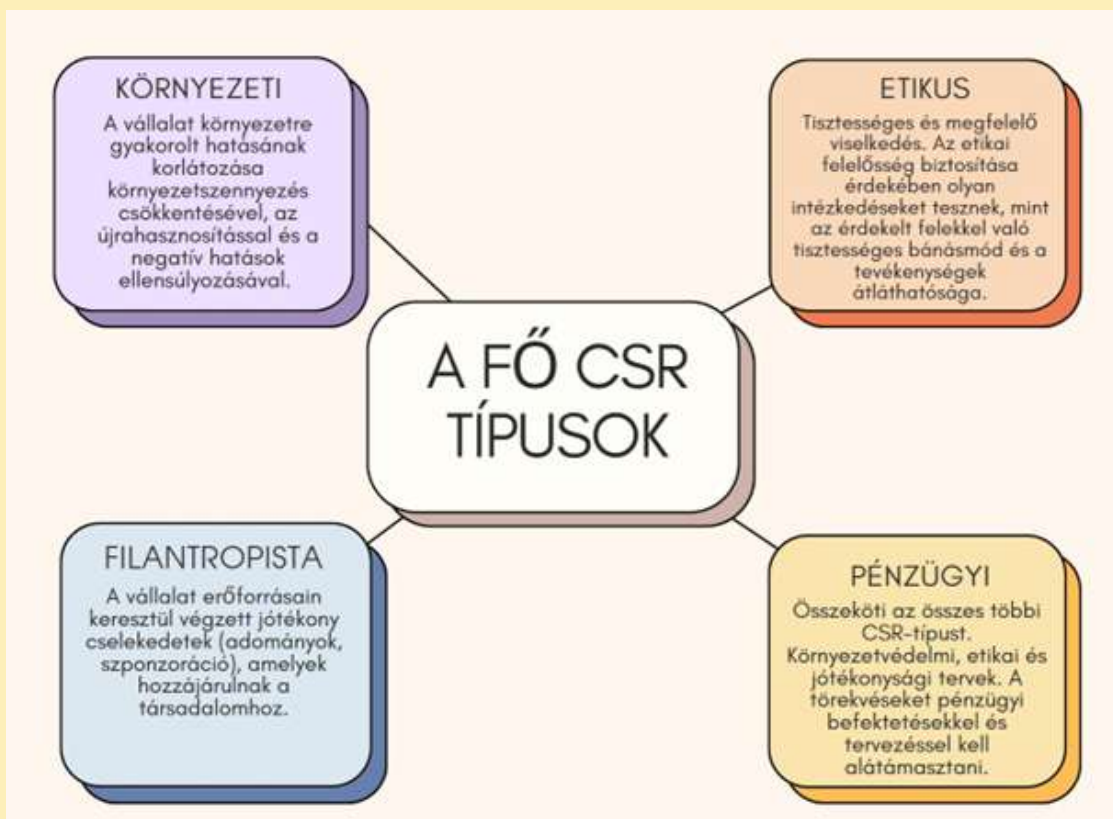 KÖRNYEZETI
A vállalat környezetre
gyakorolt hatásának
korlátozása
környezetszennyezés
csökkentésével, az
újrahasznosítással és a
negatív hatások
ellensúlyozásával.
ETIKUS
Tisztességes és megfelelő
viselkedés. Az etikai
felelősség biztosítása
érdekében olyan
intézkedéseket tesznek, mint
az érdekelt felekkel való
tisztességes bánásmód és a
tevékenységek
átláthatósága.
A FŐ CSR
TÍPUSOK
FILANTROPISTA
A vállalat erőforrásain
keresztül végzett jótékony
cselekedetek (adományok,
szponzoráció), amelyek
hozzájárulnak a
társadalomhoz.
PÉNZÜGYI
Összeköti az összes többi
CSR-típust.
Környezetvédelmi, etikai és
jótékonysági tervek. A
törekvéseket pénzügyi
befektetésekkel és
tervezéssel kell
alátámasztani.